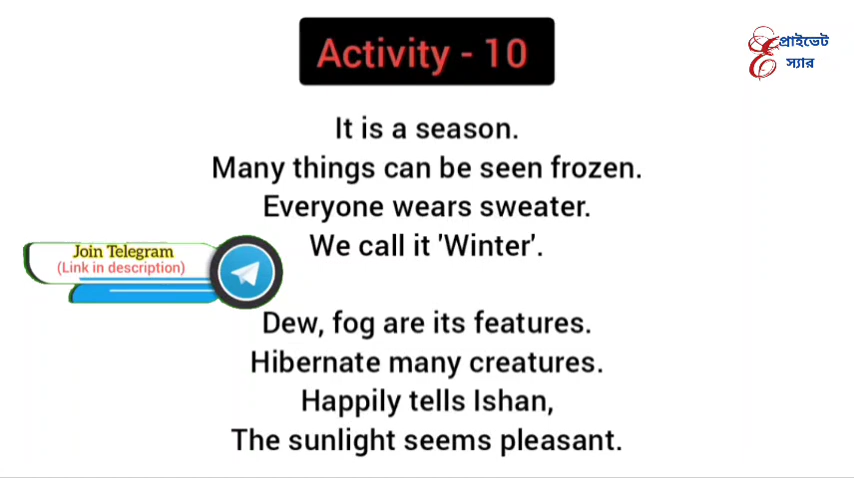 Activity - 10
প্রাইভেট
স্যার
It is a season.
Many things can be seen frozen.
Everyone wears sweater.
We call it 'Winter'.
Join Telegram
(Link in description)
Dew, fog are its features.
Hibernate many creatures.
Happily tells Ishan,
The sunlight seems pleasant.